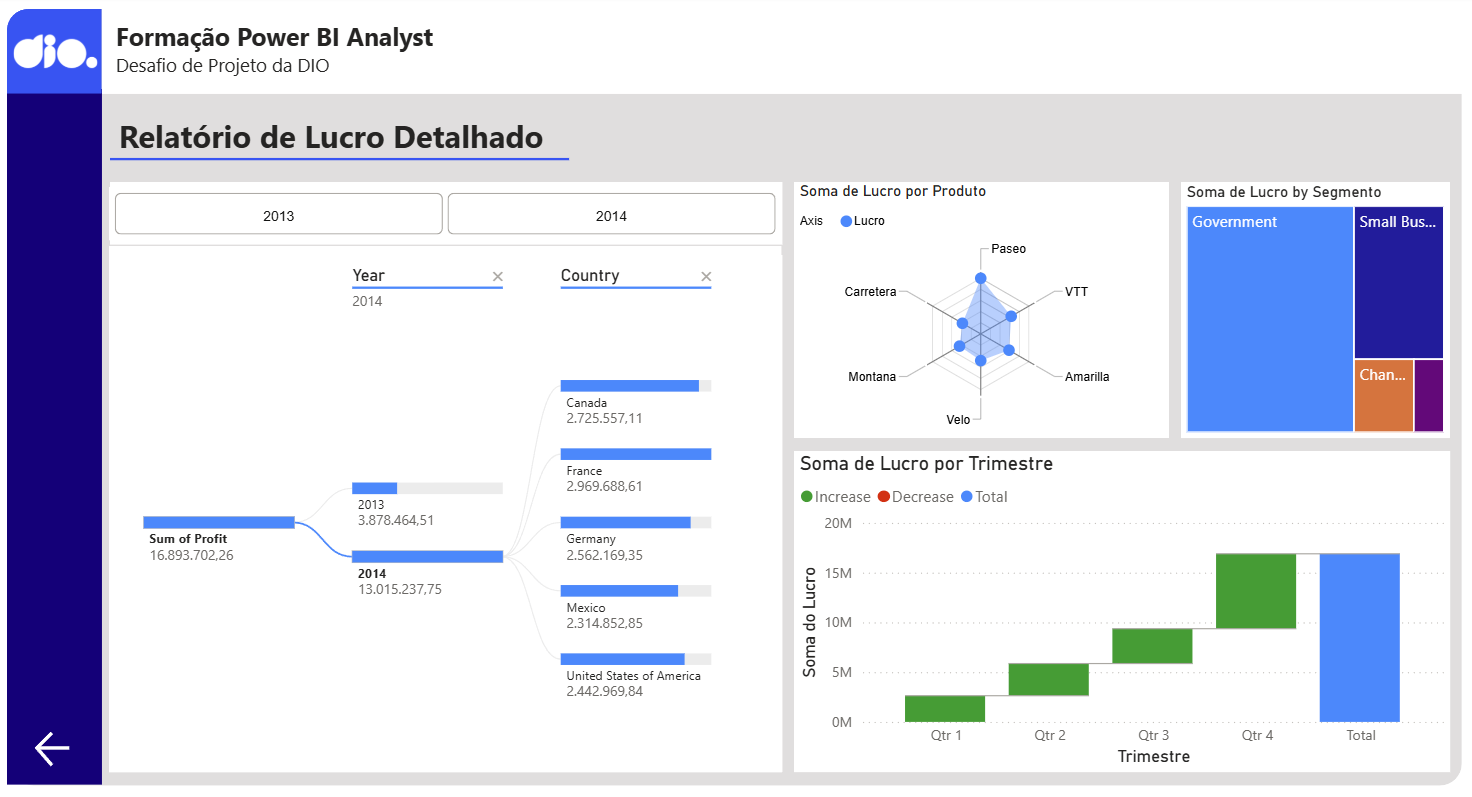 dio.
Formação Power BI Analyst
Desafio de Projeto da DIO
Relatório de Lucro Detalhado
2013
2014
Year
2014
Country
Sum of Profit
16.893.702,26
2013
3.878.464,51
2014
13.015.237,75
Canada
2.725.557,11
France
2.969.688,61
Germany
2.562.169,35
Mexico
2.314.852,85
United States of America
2.442.969,84
Soma de Lucro por Produto
Axis Lucro
Paseo
VTT
Amarilla
Velo
Montana
Carretera
Soma de Lucro by Segmento
Government
Small Bus...
Chan...
Soma de Lucro por Trimestre
Increase Decrease Total
Soma do Lucro
20M
15M
10M
5M
0M
Qtr 1 Qtr 2 Qtr 3 Qtr 4 Total
Trimestre